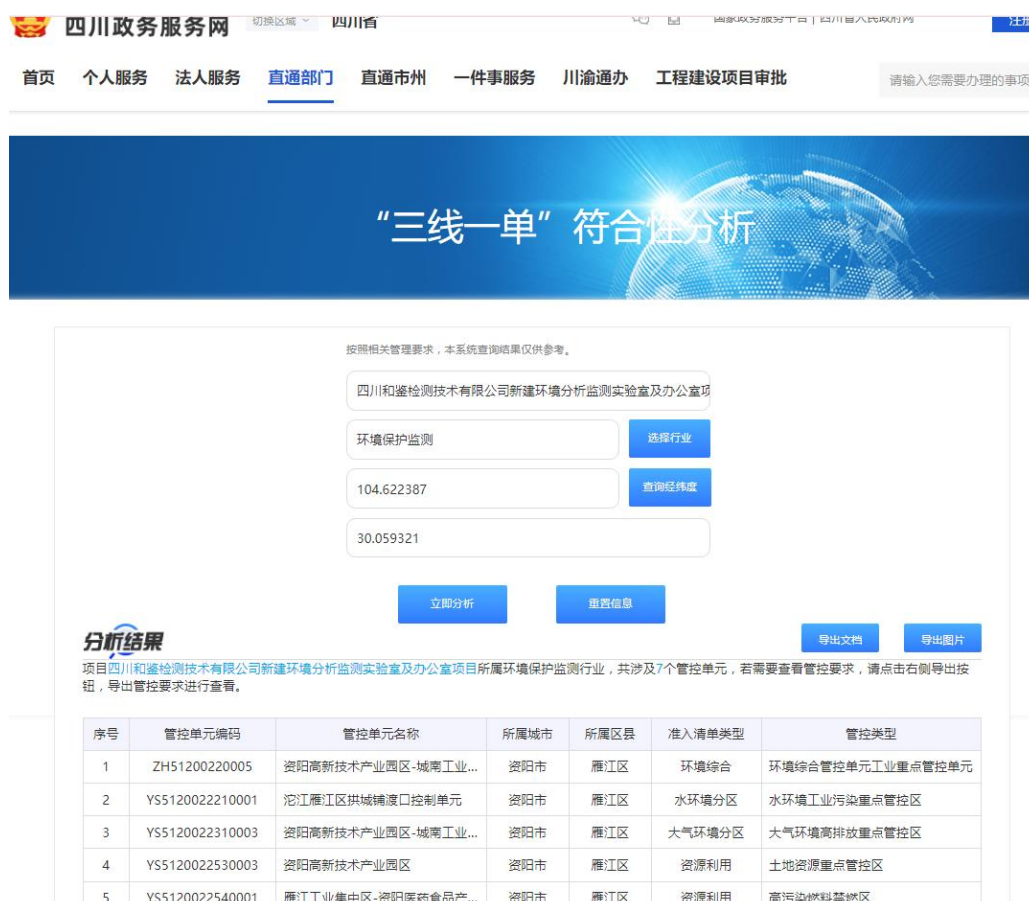 四川政务服务网 切换区域 四川省 国家政务服务平台 | 四川省人民政府网 注册
首页 个人服务 法人服务 直通部门 直通市州 一件事服务 川渝通办 工程建设项目审批 请输入您需要办理的事项
“三线一单”符合性分析
按照相关管理要求，本系统查询结果仅供参考。
四川和鉴检测技术有限公司新建环境分析监测实验室及办公室项
环境保护监测 选择行业
104.622387 查询经纬度
30.059321
立即分析 重置信息
分析结果 导出文档 导出图片
项目四川和鉴检测技术有限公司新建环境分析监测实验室及办公室项目所属环境保护监测行业，共涉及7个管控单元，若需要查看管控要求，请点击右侧导出按
钮，导出管控要求进行查看。
序号 管控单元编码 管控单元名称 所属城市 所属区县 准入清单类型 管控类型
1 ZH51200220005 资阳高新技术产业园区-城南工业... 资阳市 雁江区 环境综合 环境综合管控单元工业重点管控单元
2 YS5120022210001 沱江雁江区拱城铺渡口控制单元 资阳市 雁江区 水环境分区 水环境工业污染重点管控区
3 YS5120022310003 资阳高新技术产业园区-城南工业... 资阳市 雁江区 大气环境分区 大气环境高排放重点管控区
4 YS5120022530003 资阳高新技术产业园区 资阳市 雁江区 资源利用 土地资源重点管控区
5 YS5120022540001 雁江工业集中区-资阳医药食品产... 资阳市 雁江区 资源利用 高污染燃料禁燃区